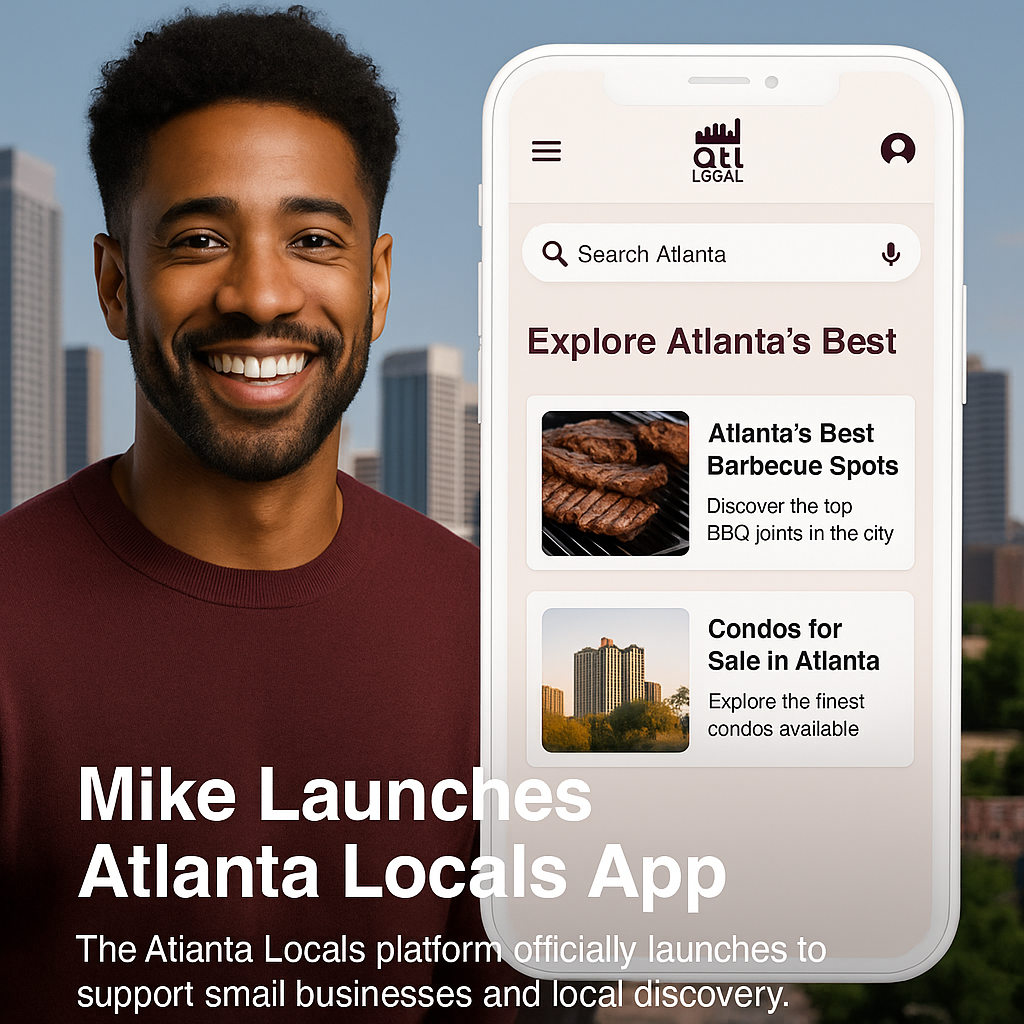 atl
LGGAL
Search Atlanta
Explore Atlanta's Best
Atlanta's Best
Barbecue Spots
Discover the top
BBQ joints in the city
Condos for
Sale in Atlanta
Explore the finest
condos available
Mike Launches
Atlanta Locals App
The Atianta Locals platform officially launches to
support smail businesses and local discovery.